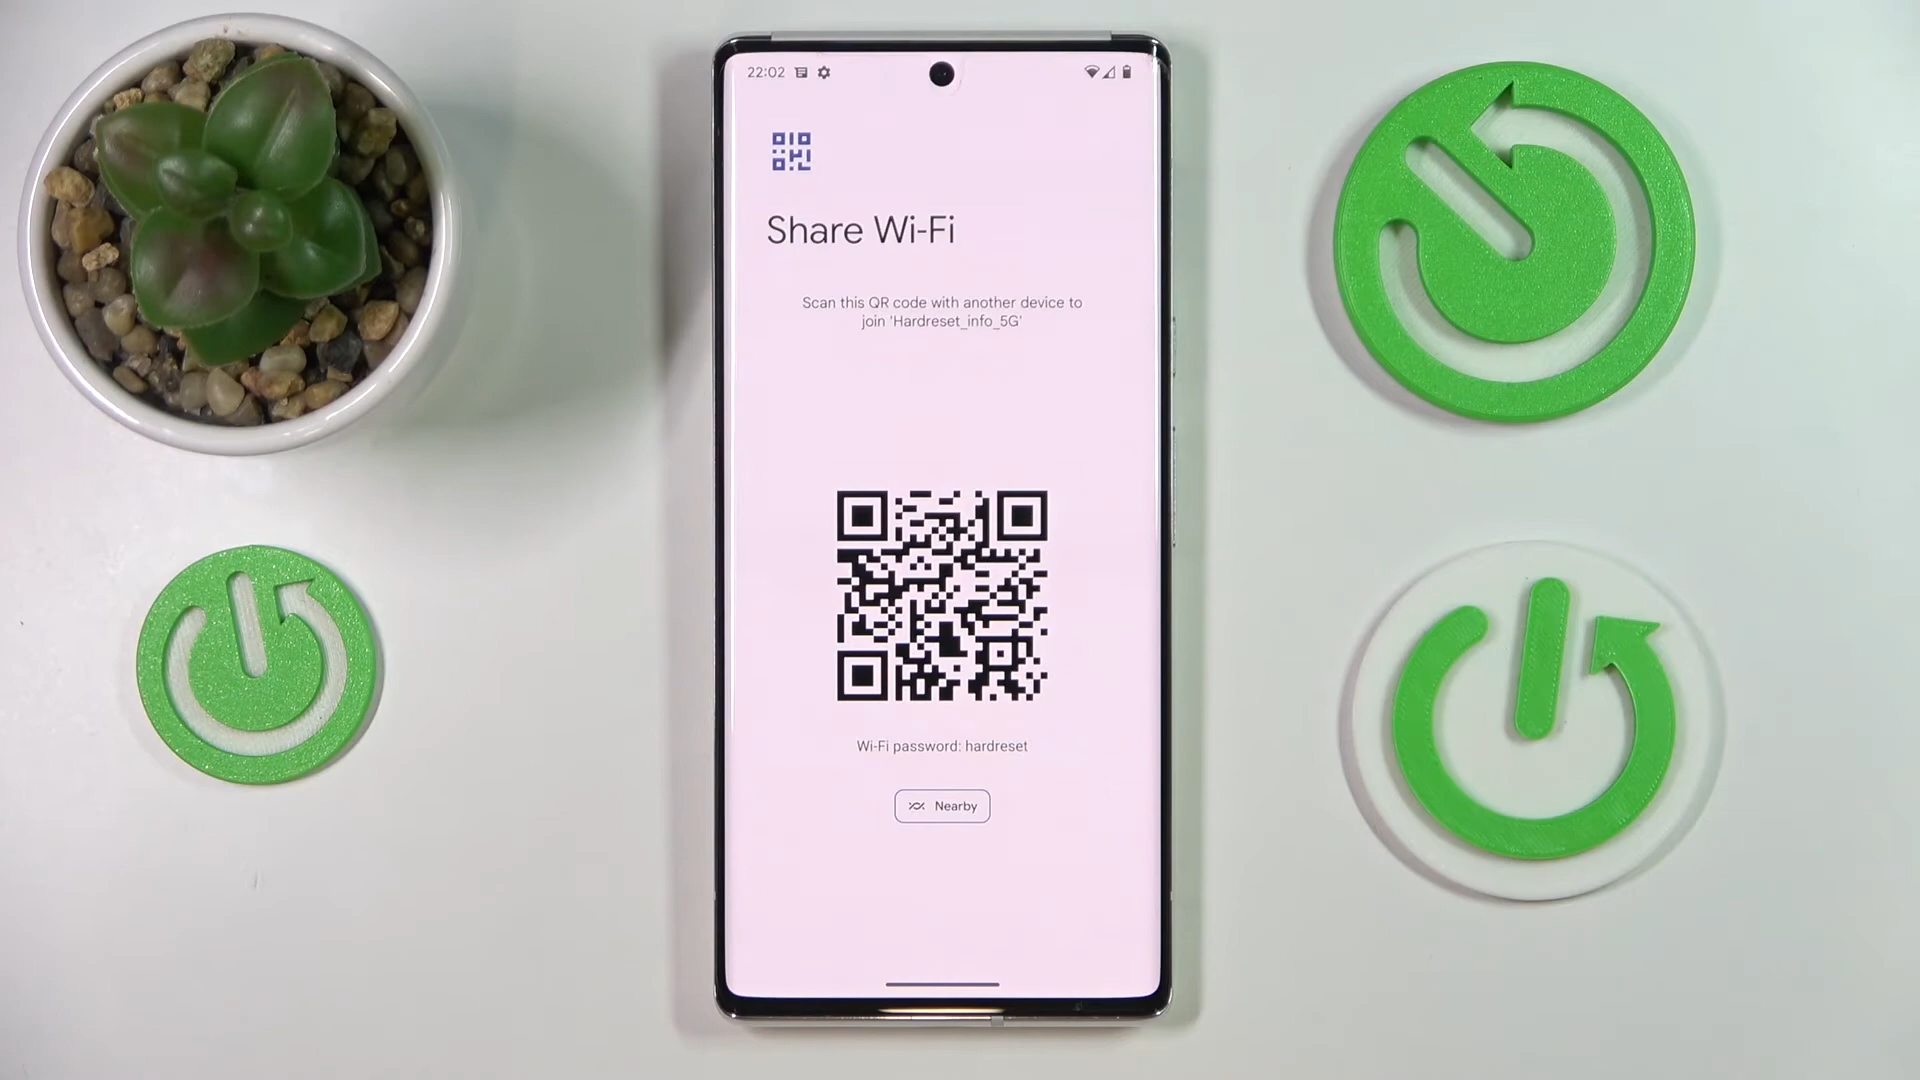 22:02
Share Wi-Fi
Scan this QR code with another device to
join 'Hardreset_info_5G'
Wi-Fi password: hardreset
Nearby